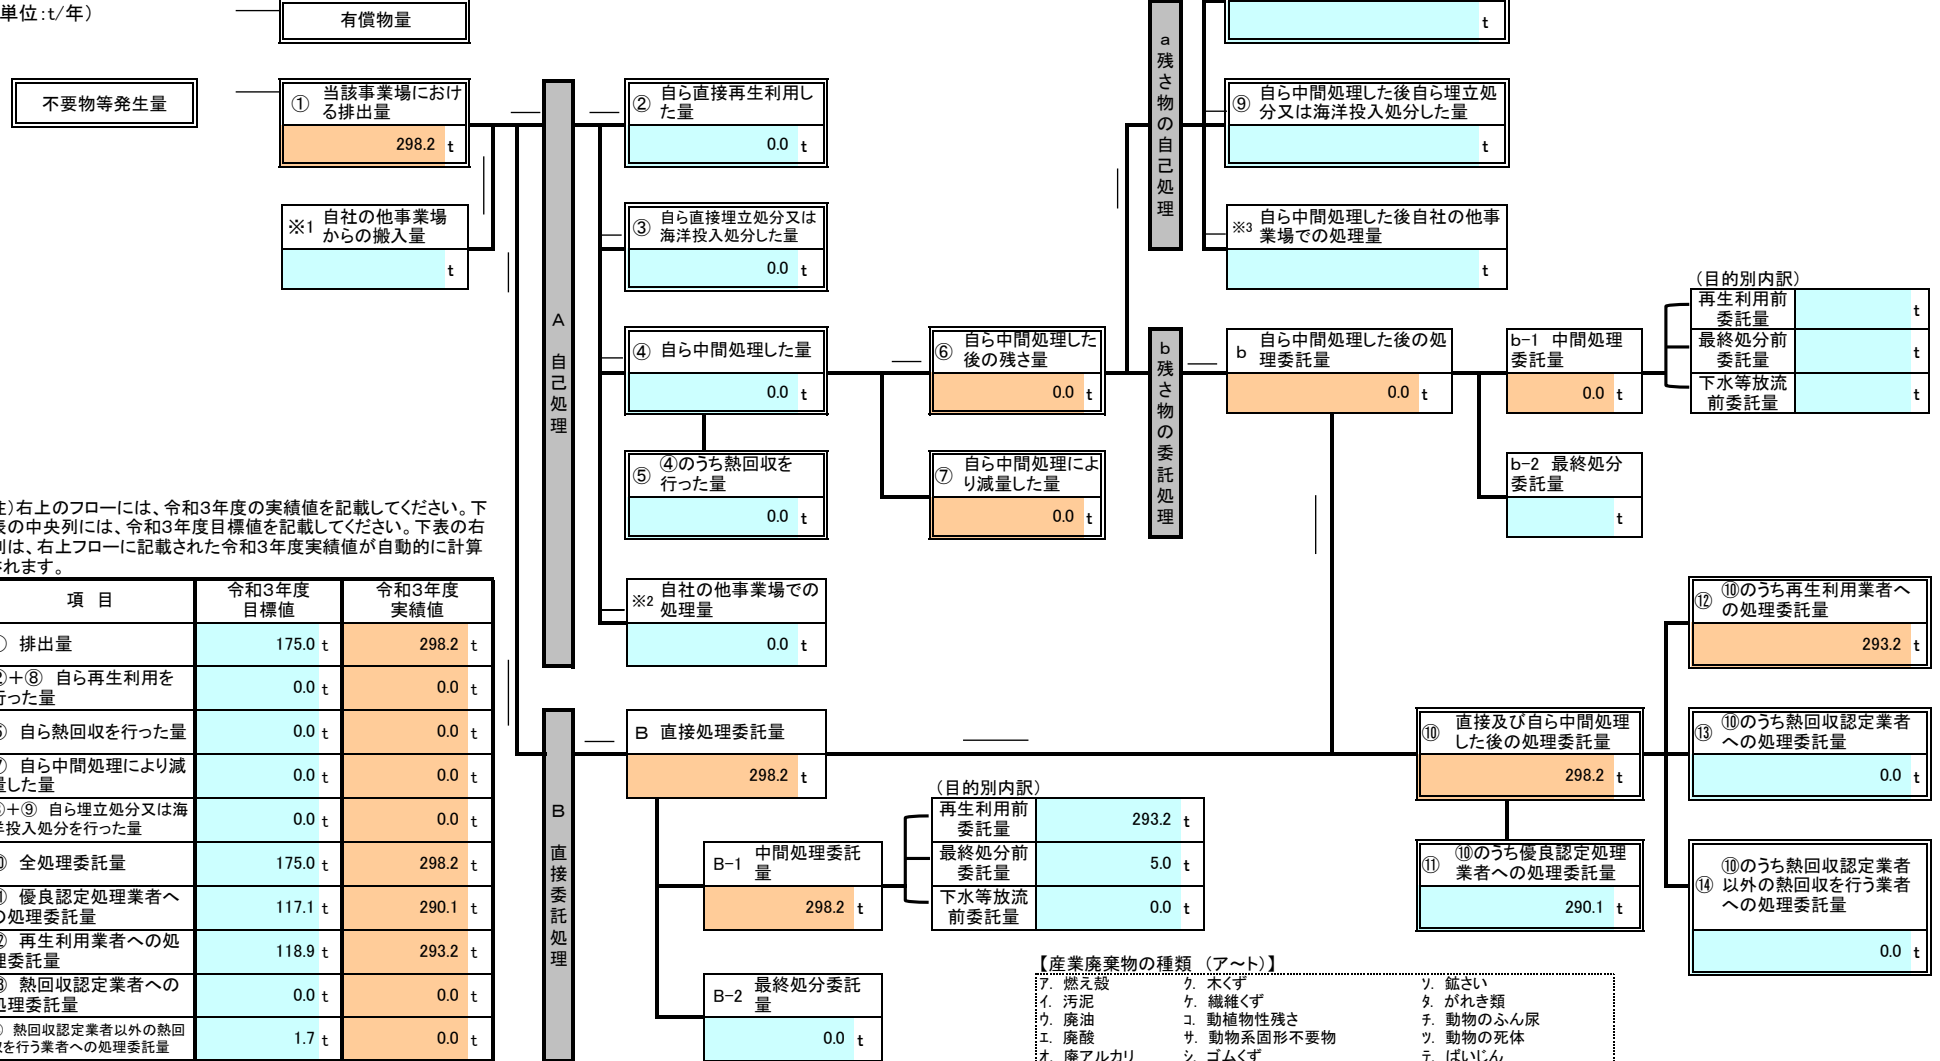 単位:t/年）
有償物量
t
不要物等発生量
① 当該事業場におけ
る排出量
298.2 t
※1 自社の他事業場
からの搬入量
t
A
自己処理
② 自ら直接再生利用し
た量
0.0 t
③ 自ら直接埋立処分又は
海洋投入処分した量
0.0 t
④ 自ら中間処理した量
0.0 t
⑤ ④のうち熱回収を
行った量
0.0 t
※2 自社の他事業場での
処理量
0.0 t
⑥ 自ら中間処理した
後の残さ量
0.0 t
⑦ 自ら中間処理によ
り減量した量
0.0 t
a残さ物の自己処理
⑨ 自ら中間処理した後自ら埋立処
分又は海洋投入処分した量
t
※3 自ら中間処理した後自社の他事
業場での処理量
t
b残さ物の委託処理
b 自ら中間処理した後の処
理委託量
0.0 t
b-1 中間処理
委託量
0.0 t
b-2 最終処分
委託量
t
（目的別内訳）
再生利用前
委託量
t
最終処分前
委託量
t
下水等放流
前委託量
t
注）右上のフローには、令和3年度の実績値を記載してください。下
表の中央列には、令和3年度目標値を記載してください。下表の右
列は、右上フローに記載された令和3年度実績値が自動的に計算
されます。
項 目 令和3年度
目標値 令和3年度
実績値
① 排出量 175.0 t 298.2 t
②+⑧ 自ら再生利用を
行った量 0.0 t 0.0 t
⑤ 自ら熱回収を行った量 0.0 t 0.0 t
⑦ 自ら中間処理により減
量した量 0.0 t 0.0 t
③+⑨ 自ら埋立処分又は海
洋投入処分を行った量 0.0 t 0.0 t
⑩ 全処理委託量 175.0 t 298.2 t
⑪ 優良認定処理業者へ
の処理委託量 117.1 t 290.1 t
⑫ 再生利用業者への処
理委託量 118.9 t 293.2 t
⑬ 熱回収認定業者への
処理委託量 0.0 t 0.0 t
⑭ 熱回収認定業者以外の熱回
収を行う業者への処理委託量 1.7 t 0.0 t
B
直接委託処理
B 直接処理委託量
298.2 t
B-1 中間処理委託
量
298.2 t
B-2 最終処分委託
量
0.0 t
（目的別内訳）
再生利用前
委託量 293.2 t
最終処分前
委託量 5.0 t
下水等放流
前委託量 0.0 t
⑩ 直接及び自ら中間処理
した後の処理委託量
298.2 t
⑪ ⑩のうち優良認定処理
業者への処理委託量
290.1 t
⑫ ⑩のうち再生利用業者へ
の処理委託量
293.2 t
⑬ ⑩のうち熱回収認定業者
への処理委託量
0.0 t
⑭ ⑩のうち熱回収認定業者
以外の熱回収を行う業者
への処理委託量
0.0 t
【産業廃棄物の種類 （ア～ト）】
ア. 燃え殻 ク. 木くず ソ. 鉱さい
イ. 汚泥 ケ. 繊維くず タ. がれき類
ウ. 廃油 コ. 動植物性残さ チ. 動物のふん尿
エ. 廃酸 サ. 動物系固形不要物 ツ. 動物の死体
オ. 廃アルカリ シ. ゴムくず テ. ばいじん